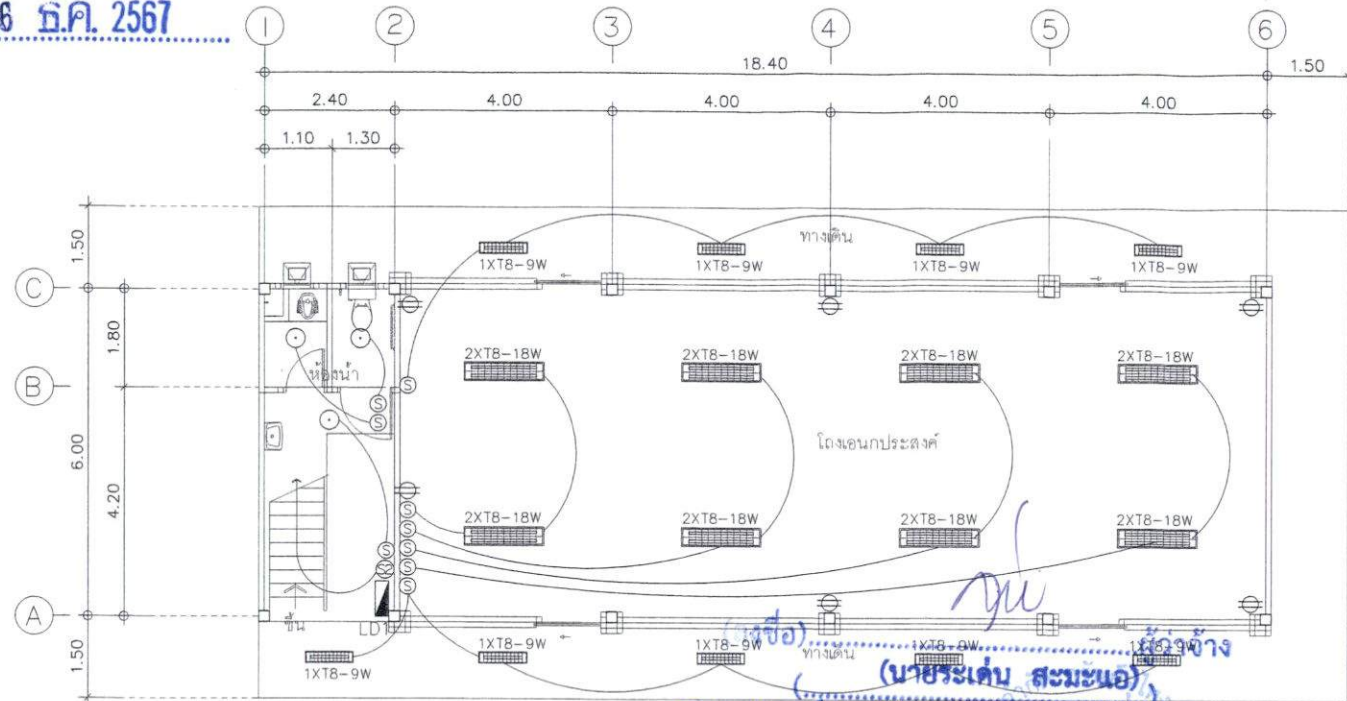 6 ธ.ค. 2567
1 2 3 4 5 6
18.40 1.50
2.40 4.00 4.00 4.00 4.00
1.10 1.30
1.50
ทางเดิน
1XT8-9W 1XT8-9W 1XT8-9W 1XT8-9W
C
1.80
2XT8-18W 2XT8-18W 2XT8-18W 2XT8-18W
ห้องน้ำ
B
S
S
S
โถงเอนกประสงค์
6.00
4.20
S
2XT8-18W 2XT8-18W 2XT8-18W 2XT8-18W
S
S
S
S
S
A
ขึ้น
LD1
(ลงชื่อ) ผู้ว่าจ้าง
1.50
1XT8-9W 1XT8-9W 1XT8-9W ทางเดิน 1XT8-9W 1XT8-9W
(นายระเด่น สะมะแอ)
(